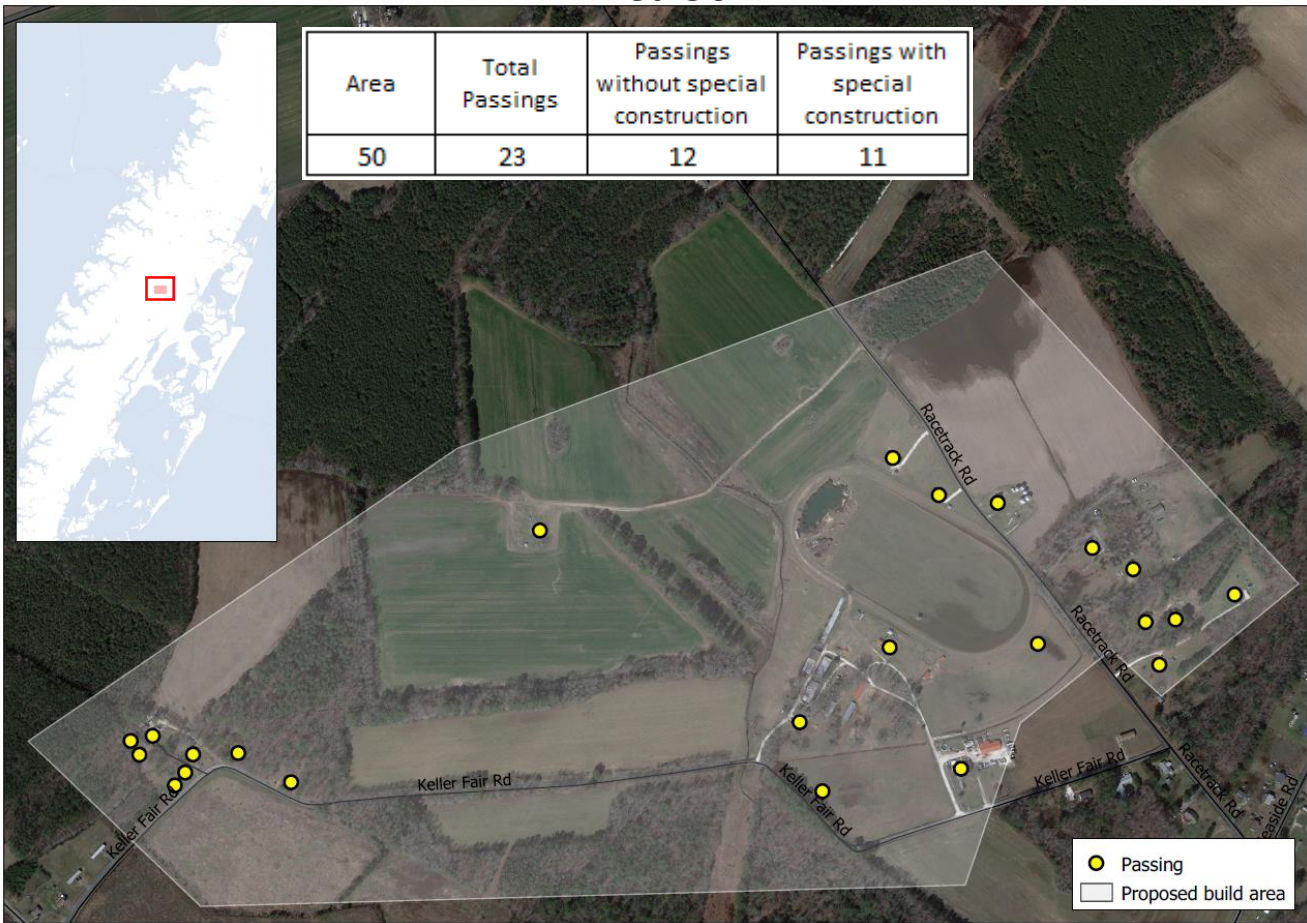 Area
Total
Passings
Passings
without special
construction
Passings with
special
construction
50
23
12
11
Racetrack Rd
Racetrack Rd
Keller Fair Rd
Keller Fair Rd
Keller Fair Rd
Keller Fair Rd
Racetrack Rd
Passing
Proposed build area